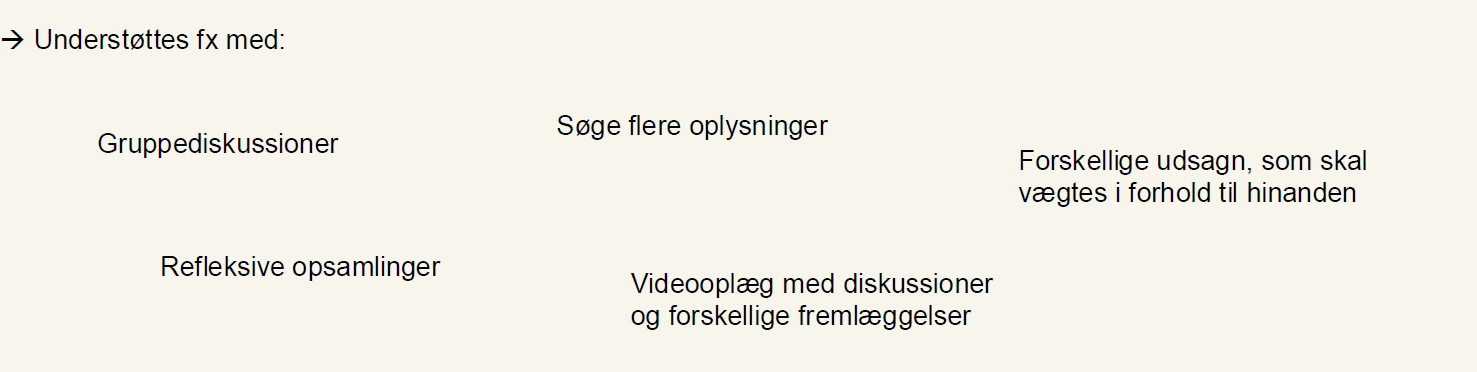 → Understøttes fx med:
Gruppediskussioner
Søge flere oplysninger
Forskellige udsagn, som skal
vægtes i forhold til hinanden
Refleksive opsamlinger
Videooplæg med diskussioner
og forskellige fremlæggelser